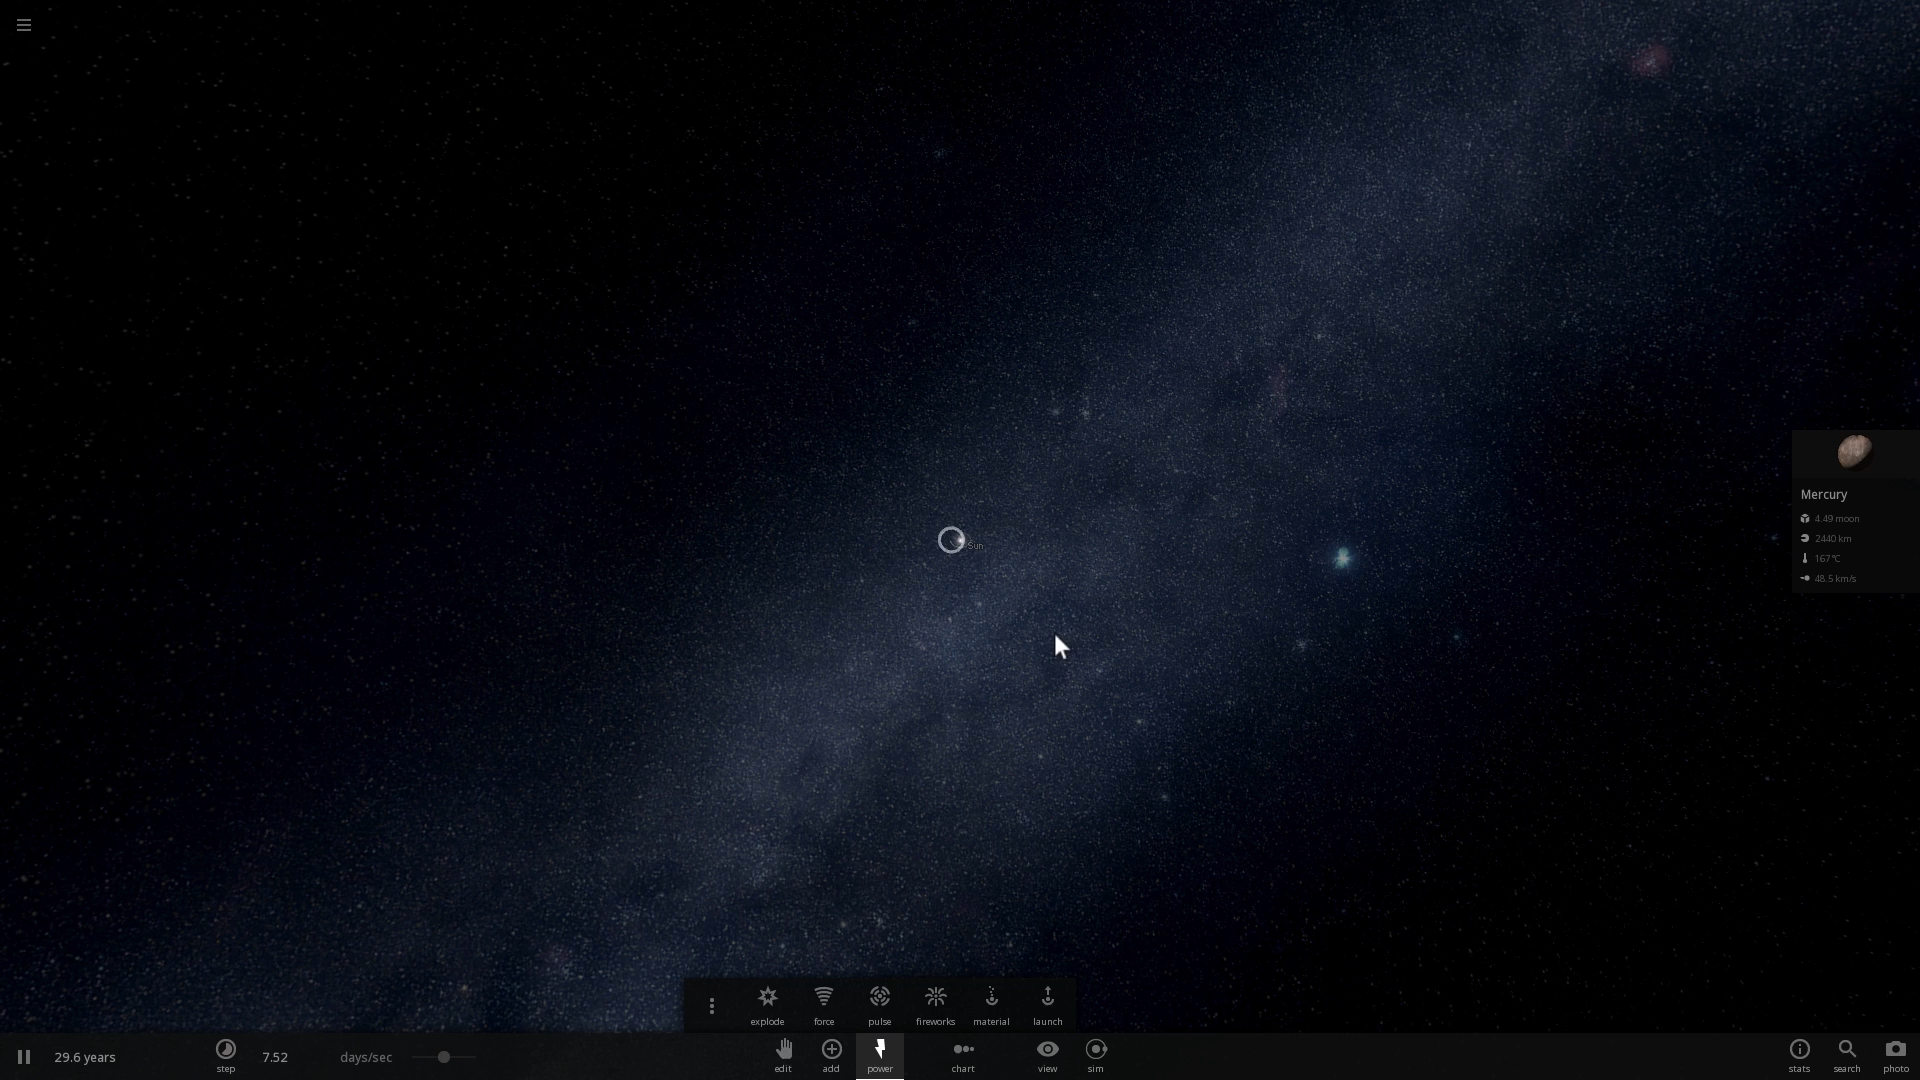 Sun
Mercury
4.49 moon
2440 km
167°C
48.5 km/s
explode
force
pulse
fireworks
material
launch
29.6 years
step
7.52
days/sec
edit
add
power
chart
view
sim
stats
search
photo